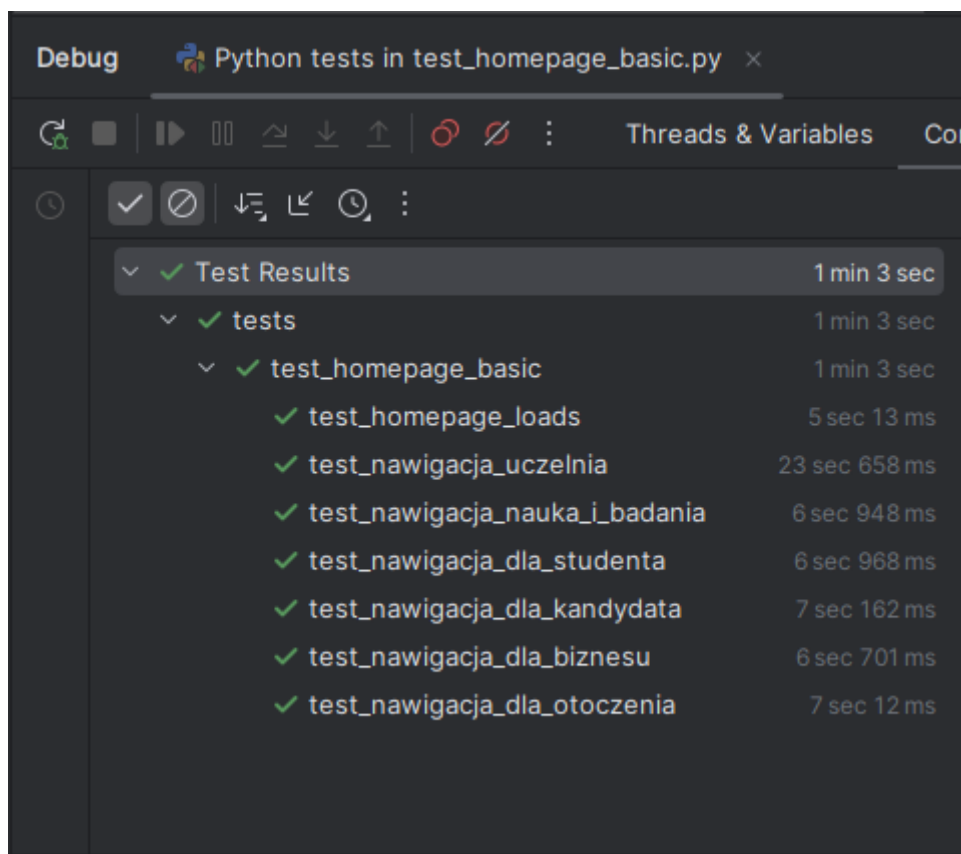 Debug Python tests in test_homepage_basic.py
Threads & Variables
Test Results 1 min 3 sec
tests 1 min 3 sec
test_homepage_basic 1 min 3 sec
test_homepage_loads 5 sec 13 ms
test_nawigacja_uczelnia 23 sec 658 ms
test_nawigacja_nauka_i_badania 6 sec 948 ms
test_nawigacja_dla_studenta 6 sec 968 ms
test_nawigacja_dla_kandydata 7 sec 162 ms
test_nawigacja_dla_biznesu 6 sec 701 ms
test_nawigacja_dla_otoczenia 7 sec 12 ms